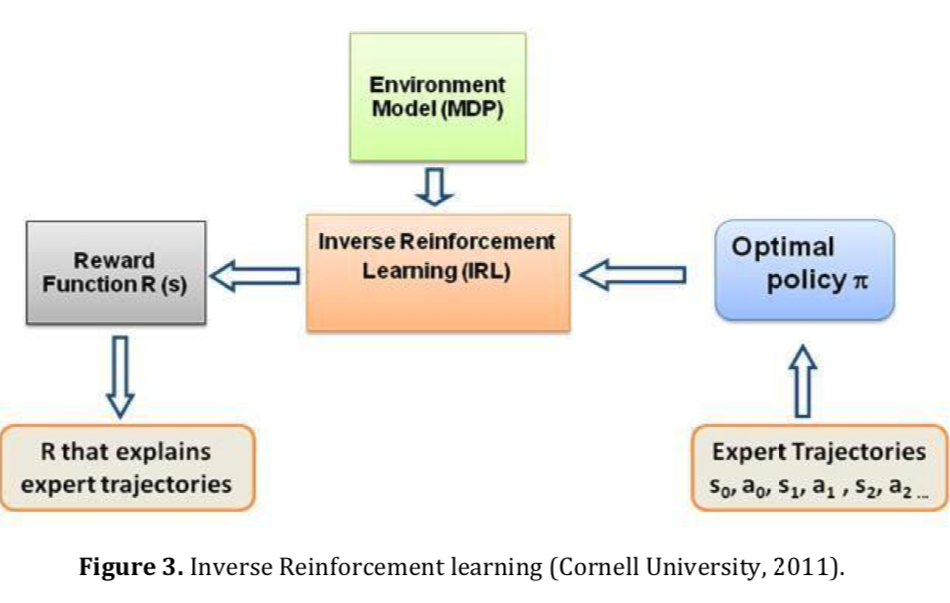 Environment
Model (MDP)
Inverse Reinforcement
Learning (IRL)
Reward
Function R (s)
Optimal
policy π
R that explains
expert trajectories
Expert Trajectories
s₀, a₀, s₁, a₁ , s₂, a₂ ...
Figure 3. Inverse Reinforcement learning (Cornell University, 2011).